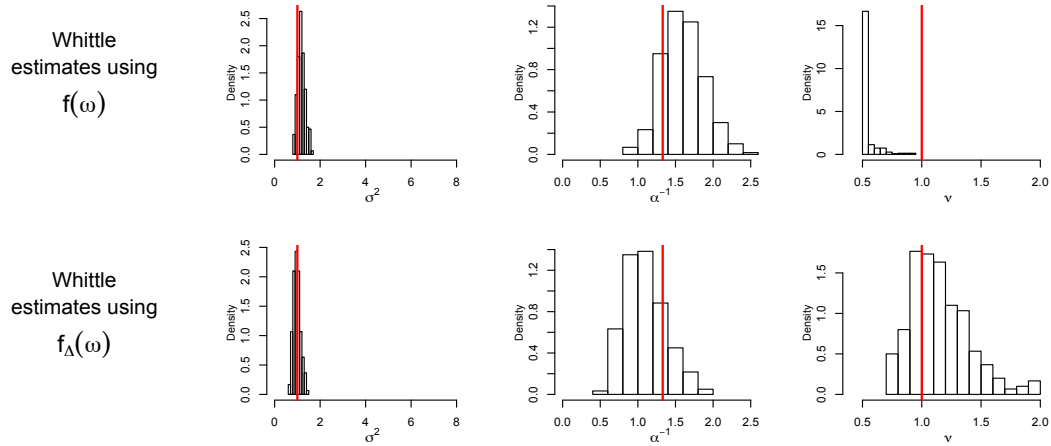 Whittle
estimates using
f(ω)
Density
0.0 0.5 1.0 1.5 2.0 2.5
0 2 4 6 8
σ²
Density
0.0 0.4 0.8 1.2
0.0 0.5 1.0 1.5 2.0 2.5
α⁻¹
Density
0 5 10 15
0.5 1.0 1.5 2.0
ν
Whittle
estimates using
f_Δ(ω)
Density
0.0 0.5 1.0 1.5 2.0 2.5
0 2 4 6 8
σ²
Density
0.0 0.4 0.8 1.2
0.0 0.5 1.0 1.5 2.0 2.5
α⁻¹
Density
0.0 0.5 1.0 1.5
0.5 1.0 1.5 2.0
ν